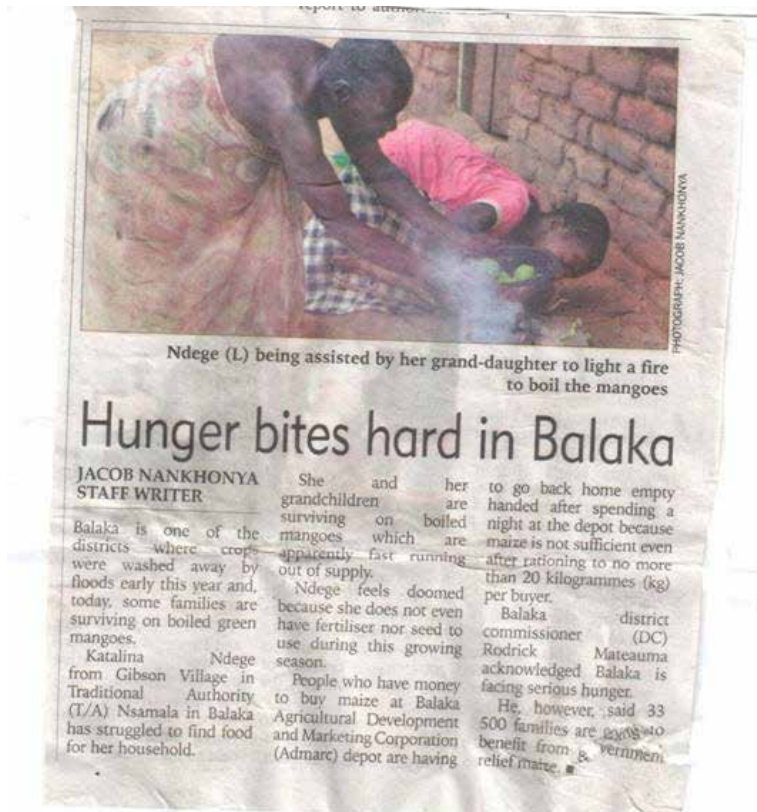 PHOTOGRAPH: JACOB NANKHONYA
Ndege (L) being assisted by her grand-daughter to light a fire
to boil the mangoes
Hunger bites hard in Balaka
JACOB NANKHONYA
STAFF WRITER
Balaka is one of the
districts where crops
were washed away by
floods early this year and,
today, some families are
surviving on boiled green
mangoes.
Katalina Ndege
from Gibson Village in
Traditional Authority
(T/A) Nsamala in Balaka
has struggled to find food
for her household.
She and her
grandchildren are
surviving on boiled
mangoes which are
apparently fast running
out of supply.
Ndege feels doomed
because she does not even
have fertiliser nor seed to
use during this growing
season.
People who have money
to buy maize at Balaka
Agricultural Development
and Marketing Corporation
(Admarc) depot are having
to go back home empty
handed after spending a
night at the depot because
maize is not sufficient even
after rationing to no more
than 20 kilogrammes (kg)
per buyer.
Balaka district
commissioner (DC)
Rodrick Mateauma
acknowledged Balaka is
facing serious hunger.
He, however, said 33
500 families are going to
benefit from government
relief maize.